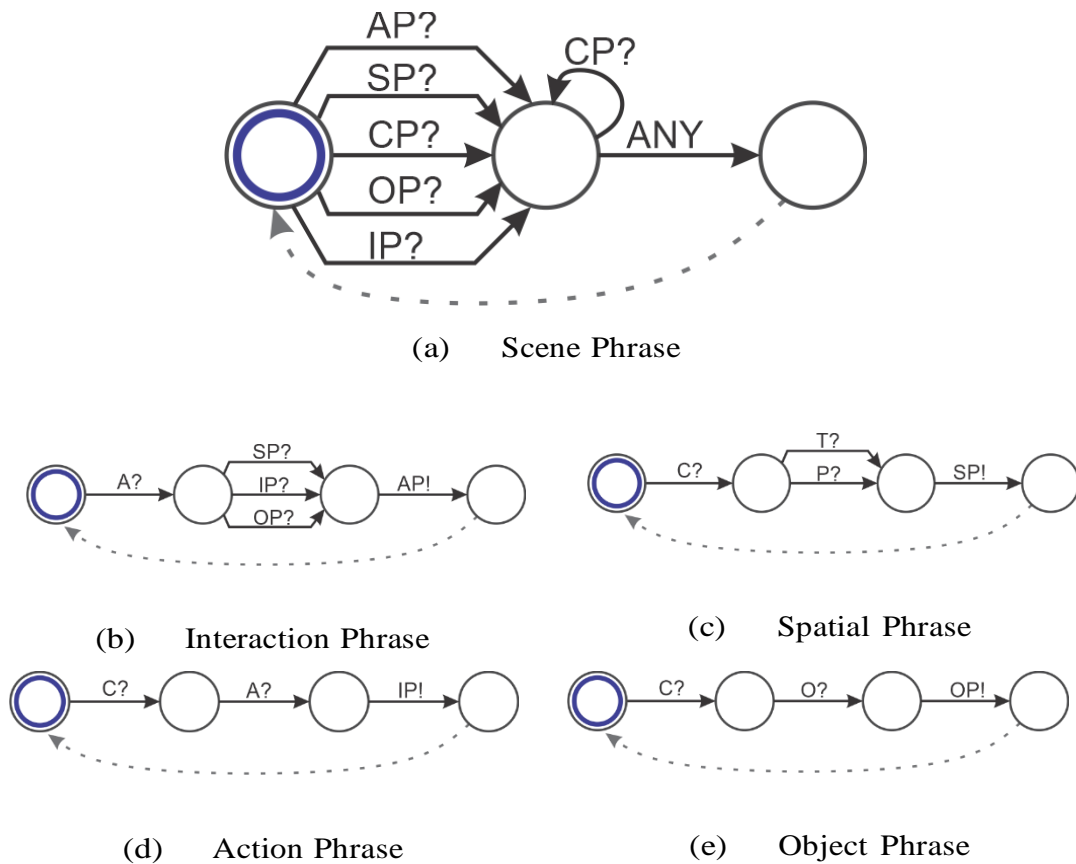 AP?
CP?
SP?
CP?
ANY
OP?
IP?
(a) Scene Phrase
SP?
A?
IP?
AP!
OP?
T?
C?
P?
SP!
(b) Interaction Phrase
(c) Spatial Phrase
C?
A?
IP!
C?
O?
OP!
(d) Action Phrase
(e) Object Phrase